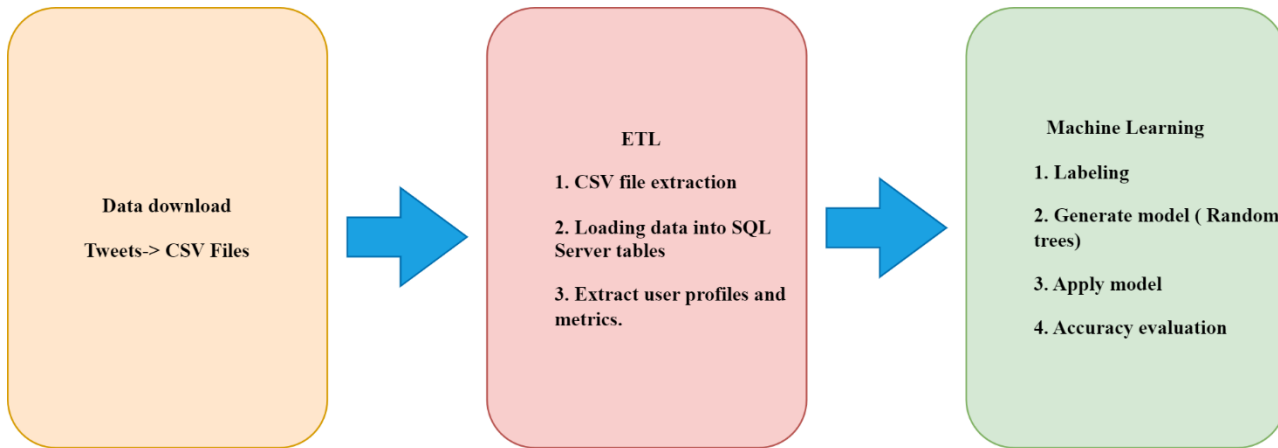 Data download
Tweets-> CSV Files
ETL
1. CSV file extraction
2. Loading data into SQL
Server tables
3. Extract user profiles and
metrics.
Machine Learning
1. Labeling
2. Generate model ( Random
trees)
3. Apply model
4. Accuracy evaluation